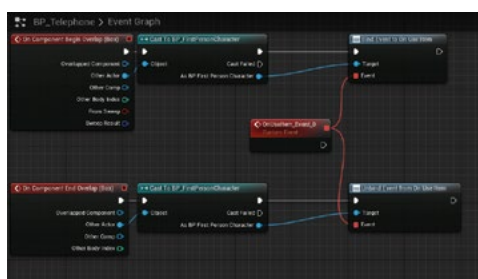 BP_Telephone > Event Graph
On Component Begin Overlap (Box)
Overlapped Component
Other Actor
Other Comp
Other Body Index
From Sweep
Sweep Result
Cast To BP_FirstPersonCharacter
Object
Cast Failed
As BP First Person Character
Bind Event to On Use Item
Target
Event
Custom Event
On Component End Overlap (Box)
Overlapped Component
Other Actor
Other Comp
Other Body Index
Cast To BP_FirstPersonCharacter
Object
Cast Failed
As BP First Person Character
Unbind Event from On Use Item
Target
Event